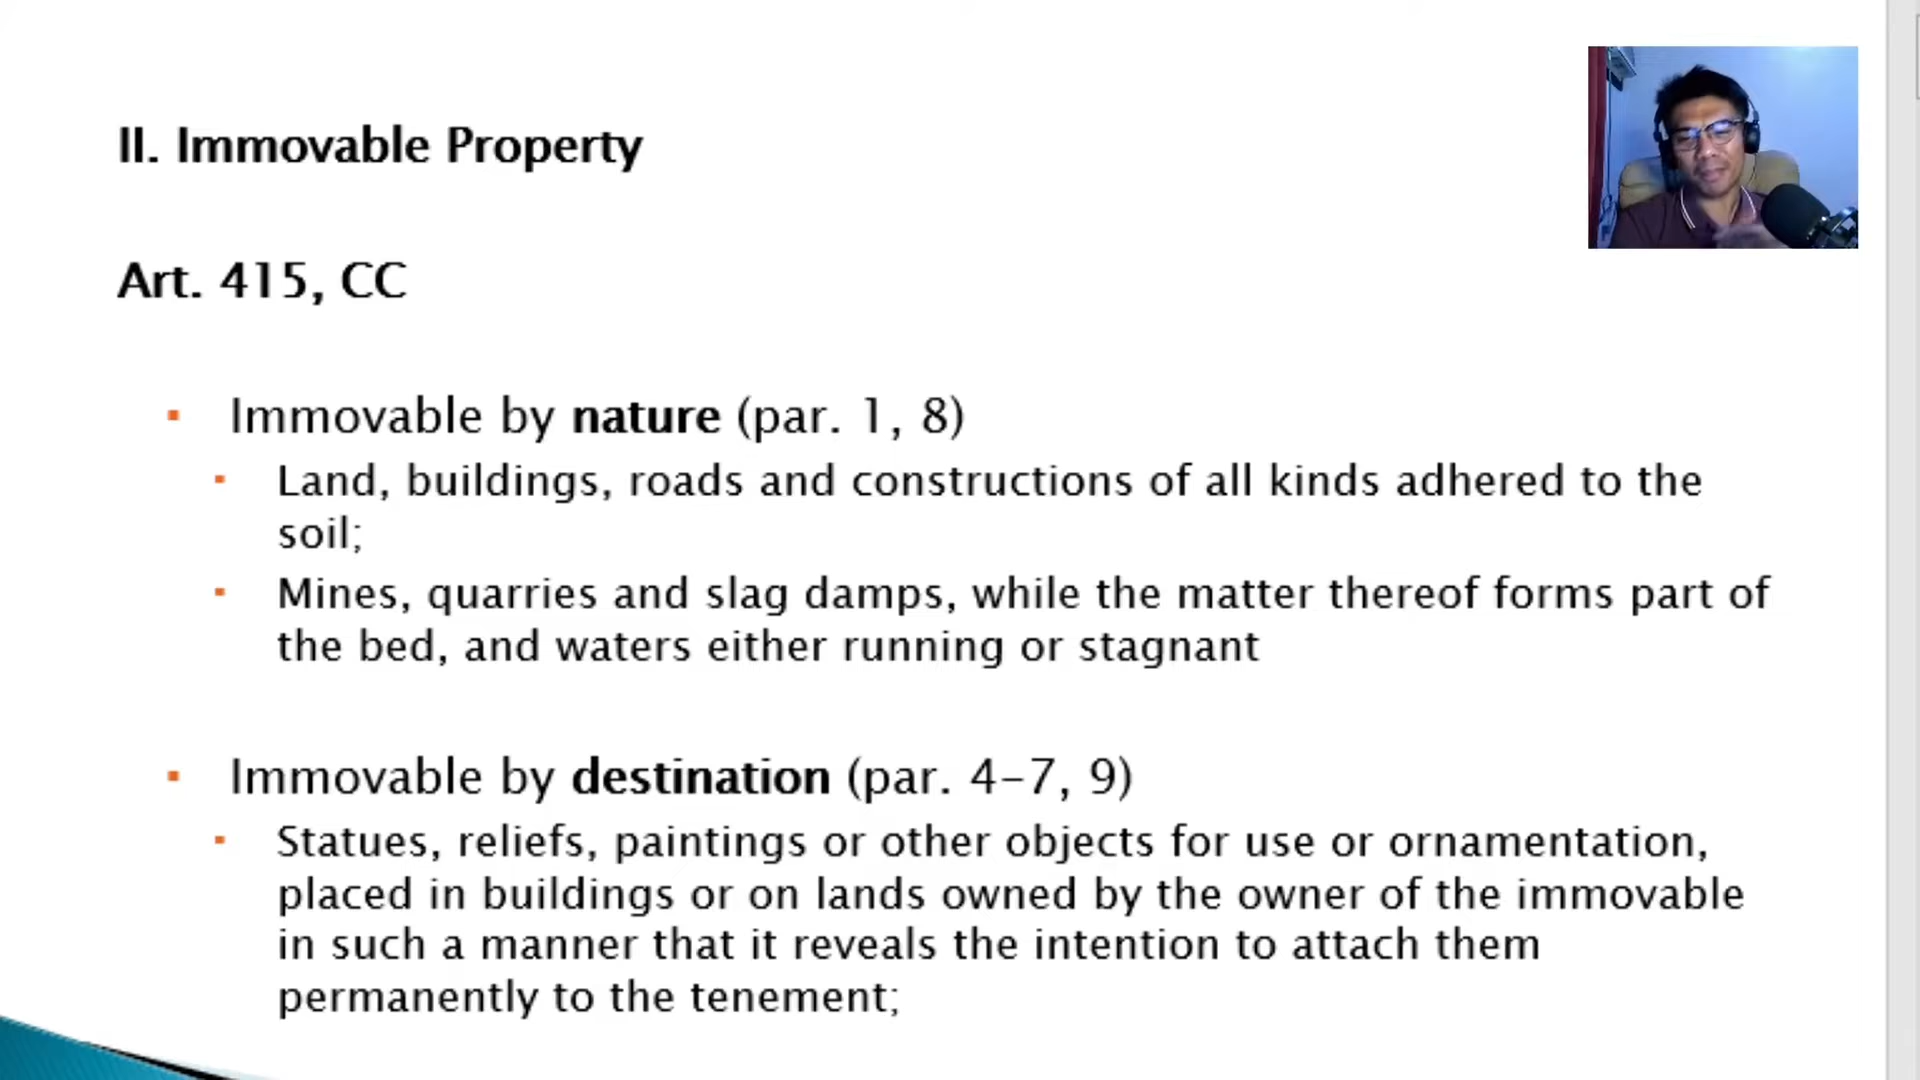 II. Immovable Property
Art. 415, CC
▪ Immovable by nature (par. 1, 8)
▪ Land, buildings, roads and constructions of all kinds adhered to the
soil;
▪ Mines, quarries and slag damps, while the matter thereof forms part of
the bed, and waters either running or stagnant
▪ Immovable by destination (par. 4-7, 9)
▪ Statues, reliefs, paintings or other objects for use or ornamentation,
placed in buildings or on lands owned by the owner of the immovable
in such a manner that it reveals the intention to attach them
permanently to the tenement;